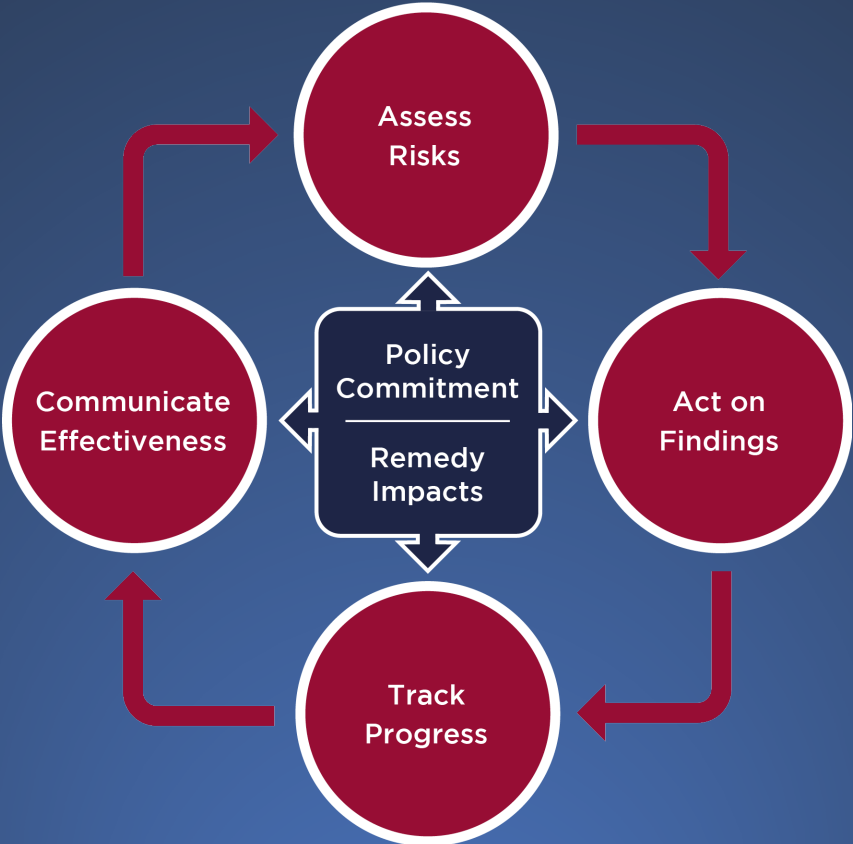 Assess
Risks
Policy
Commitment
Remedy
Impacts
Communicate
Effectiveness
Act on
Findings
Track
Progress